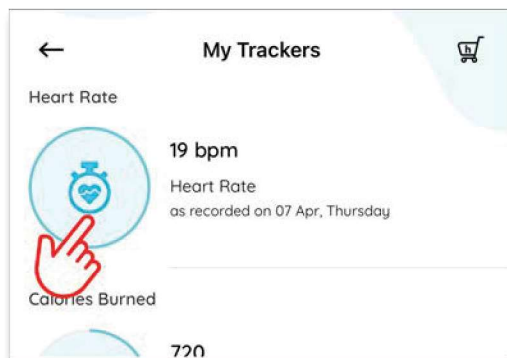 My Trackers
h
Heart Rate
19 bpm
Heart Rate
as recorded on 07 Apr, Thursday
Calories Burned
720